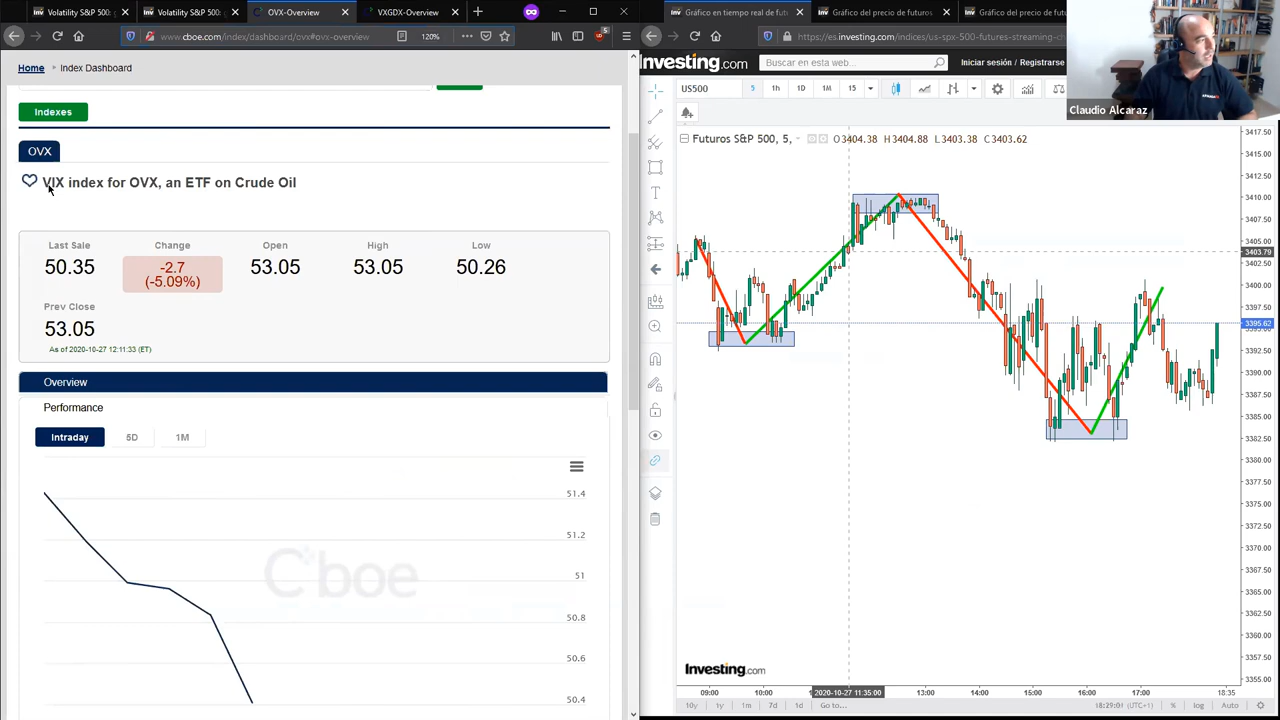 Volatility S&P 500
Volatility S&P 500
OVX-Overview
VXGDX-Overview
www.cboe.com/index/dashboard/ovx#ovx-overview
120%
Home
Index Dashboard
Indexes
OVX
VIX index for OVX, an ETF on Crude Oil
Last Sale
Change
Open
High
Low
50.35
-2.7
(-5.09%)
53.05
53.05
50.26
Prev Close
53.05
As of 2020-10-27 12:11:33 (ET)
Overview
Performance
Intraday
5D
1M
51.4
51.2
51
50.8
50.6
50.4
Cboe
Gráfico en tiempo real de fut
Gráfico del precio de futuros
Gráfico del precio de fut
https://es.investing.com/indices/us-spx-500-futures-streaming-ch
Investing.com
Buscar en esta web...
Iniciar sesión / Registrarse
Claudio Alcaraz
US500
5
1h
1D
1M
15
Futuros S&P 500, 5,
O3404.38 H3404.88 L3403.38 C3403.62
3417.50
3415.00
3412.50
3410.00
3407.50
3405.00
3403.79
3402.50
3400.00
3397.50
3395.62
3392.50
3390.00
3387.50
3385.00
3382.50
3380.00
3377.50
3375.00
3372.50
3370.00
3367.50
3365.00
3362.50
3360.00
3357.50
3355.00
Investing.com
09:00
10:00
2020-10-27 11:35:00
13:00
14:00
15:00
16:00
17:00
18:35
10y
1y
1m
7d
1d
Go to...
(UTC+1)
%
log
Auto